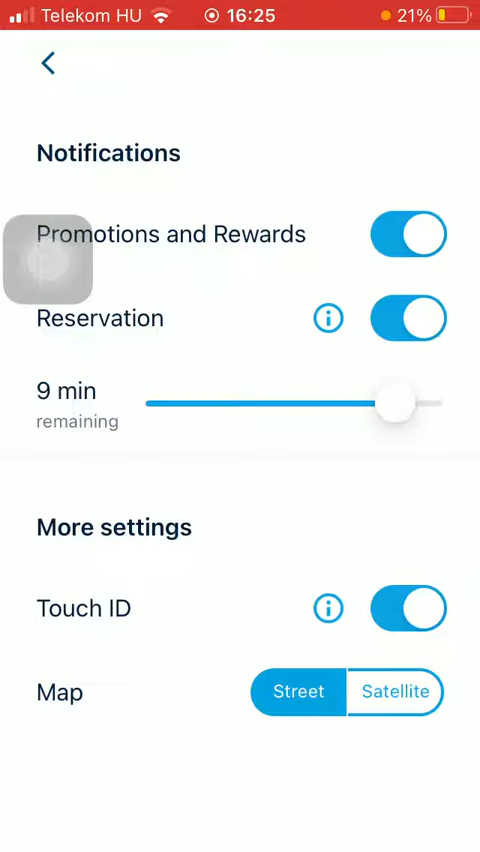 Telekom HU 16:25 21%
Notifications
Promotions and Rewards
Reservation
9 min
remaining
More settings
Touch ID
Map Street Satellite